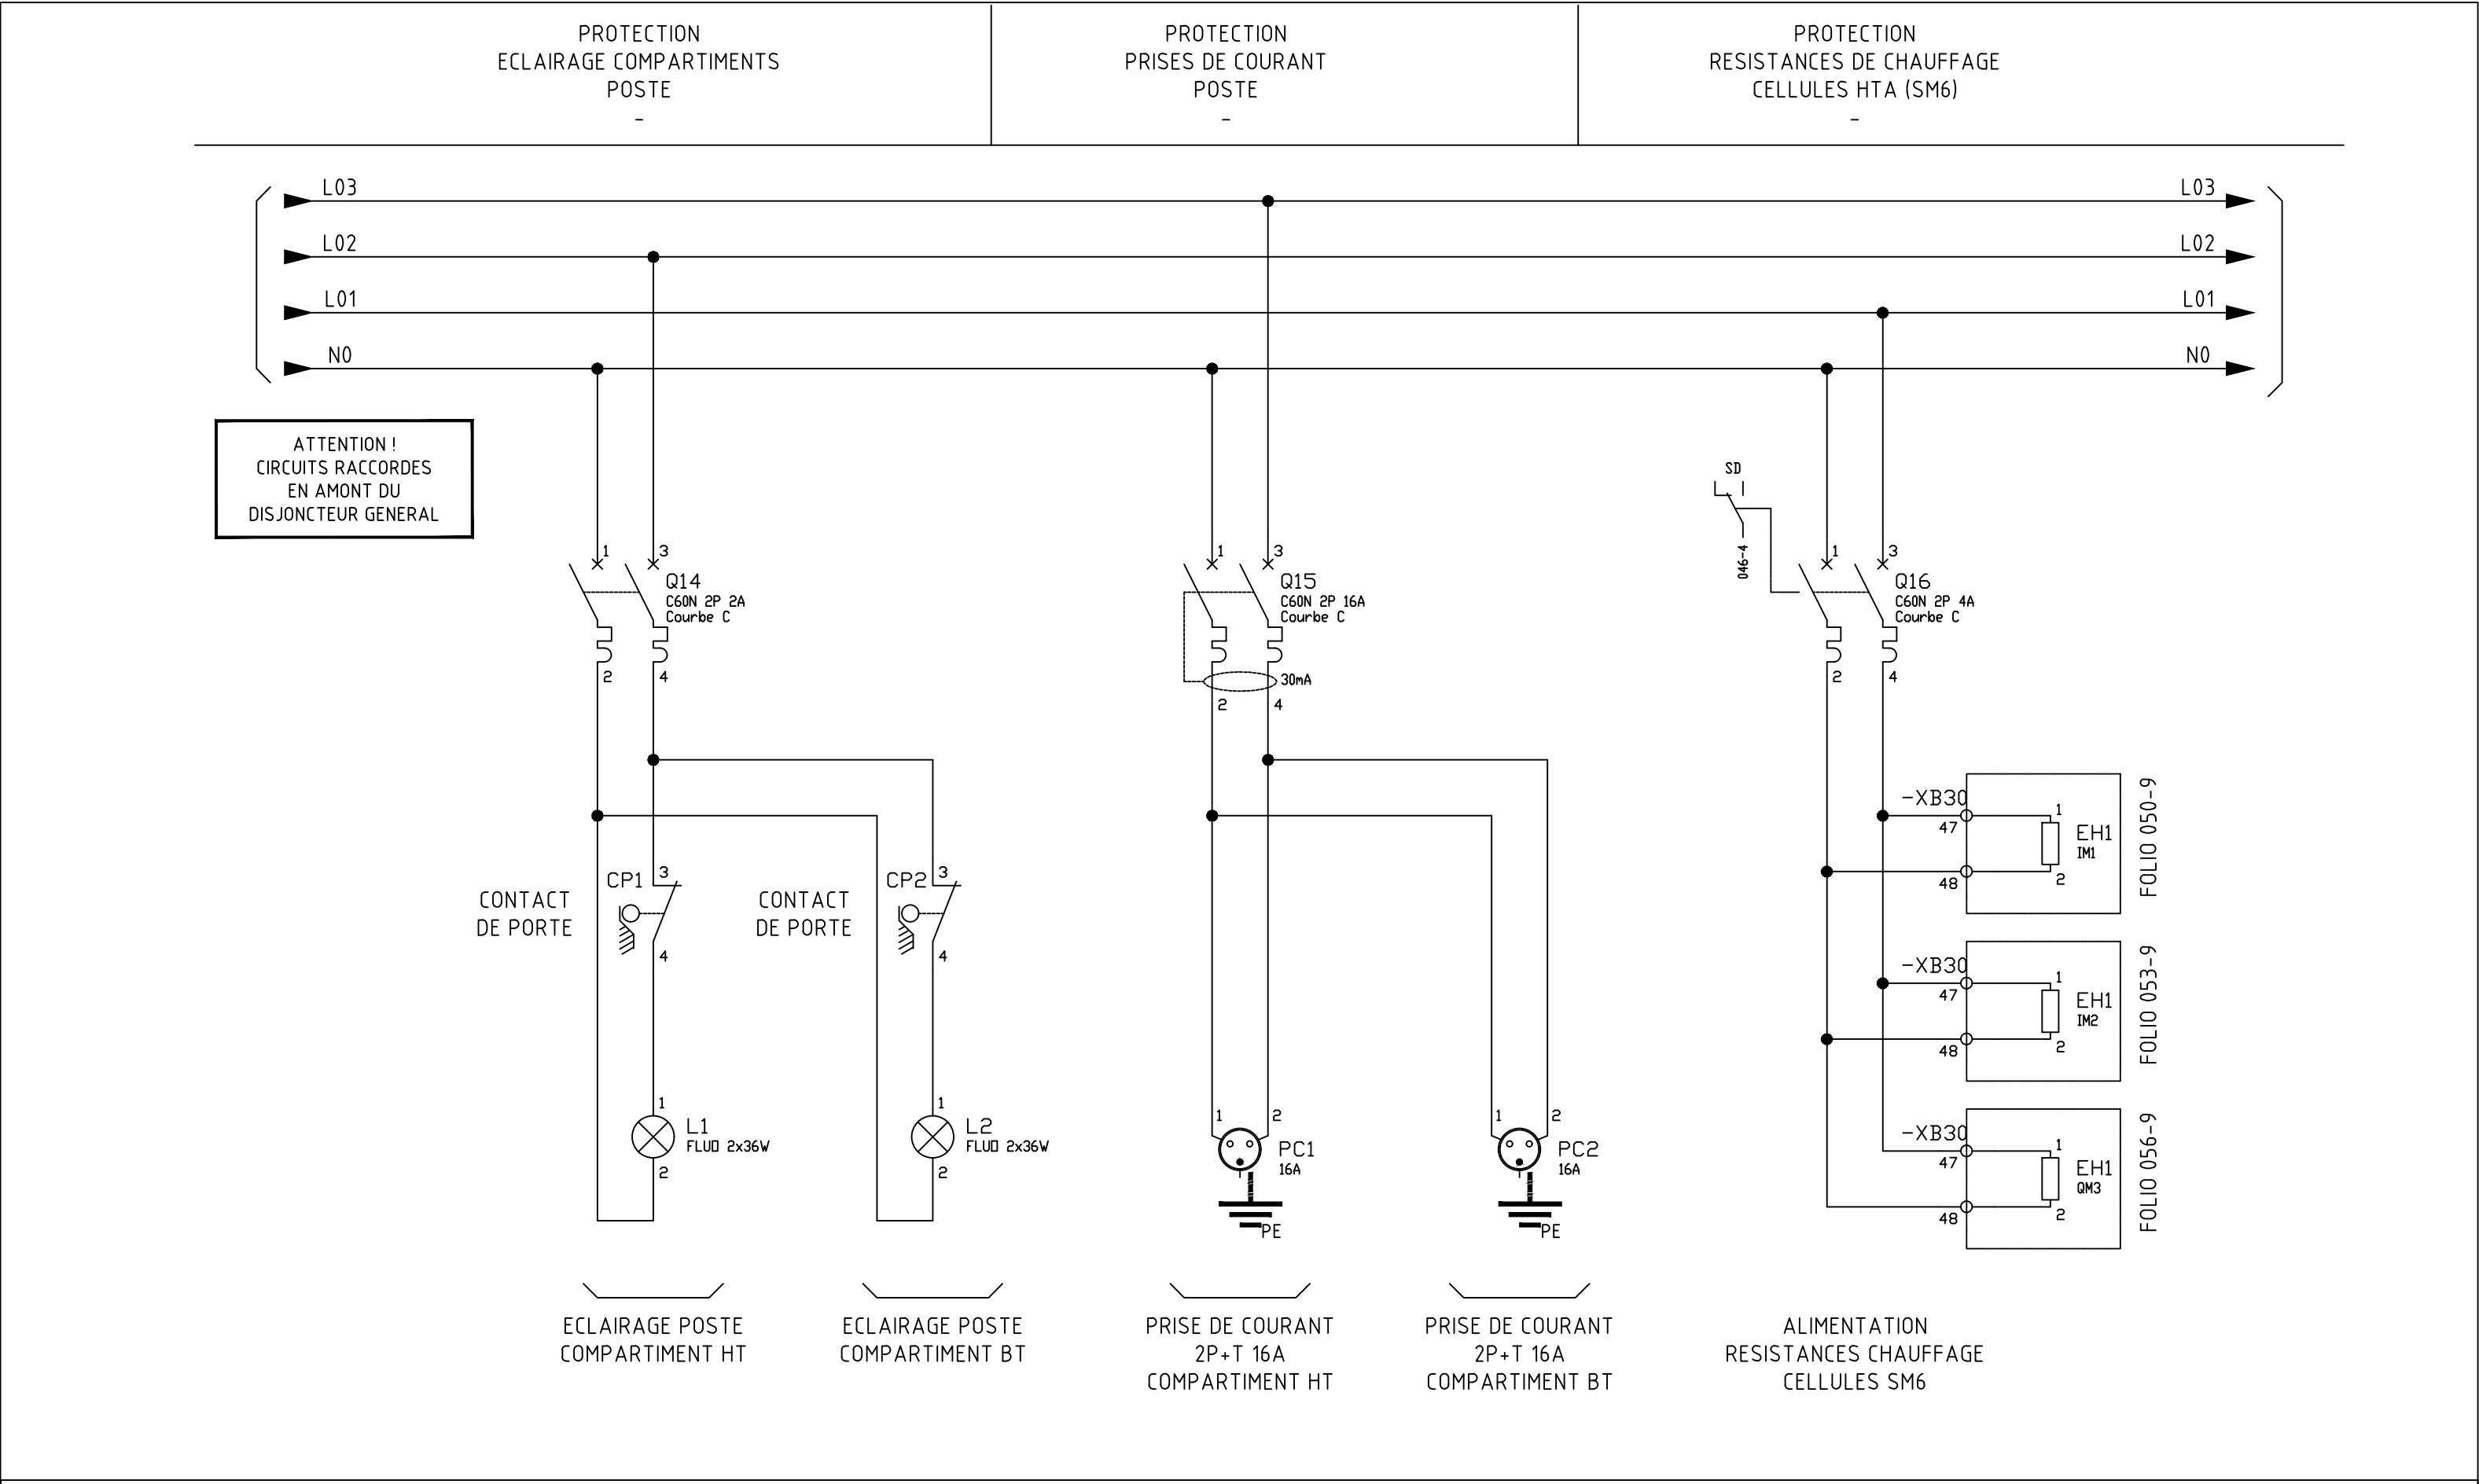 PROTECTION
ECLAIRAGE COMPARTIMENTS
POSTE
-
PROTECTION
PRISES DE COURANT
POSTE
-
PROTECTION
RESISTANCES DE CHAUFFAGE
CELLULES HTA (SM6)
-
L03
L03
L02
L02
L01
L01
N0
N0
ATTENTION !
CIRCUITS RACCORDES
EN AMONT DU
DISJONCTEUR GENERAL
1
3
Q14
C60N 2P 2A
Courbe C
2
4
1
3
Q15
C60N 2P 16A
Courbe C
30mA
2
4
SD
046-4
1
3
Q16
C60N 2P 4A
Courbe C
2
4
CONTACT
DE PORTE
CP1
3
4
CONTACT
DE PORTE
CP2
3
4
1
L1
FLUO 2x36W
2
1
L2
FLUO 2x36W
2
1
2
PC1
16A
PE
1
2
PC2
16A
PE
-XB30
47
48
1
EH1
IM1
2
FOLIO 050-9
-XB30
47
48
1
EH1
IM2
2
FOLIO 053-9
-XB30
47
48
1
EH1
QM3
2
FOLIO 056-9
ECLAIRAGE POSTE
COMPARTIMENT HT
ECLAIRAGE POSTE
COMPARTIMENT BT
PRISE DE COURANT
2P+T 16A
COMPARTIMENT HT
PRISE DE COURANT
2P+T 16A
COMPARTIMENT BT
ALIMENTATION
RESISTANCES CHAUFFAGE
CELLULES SM6